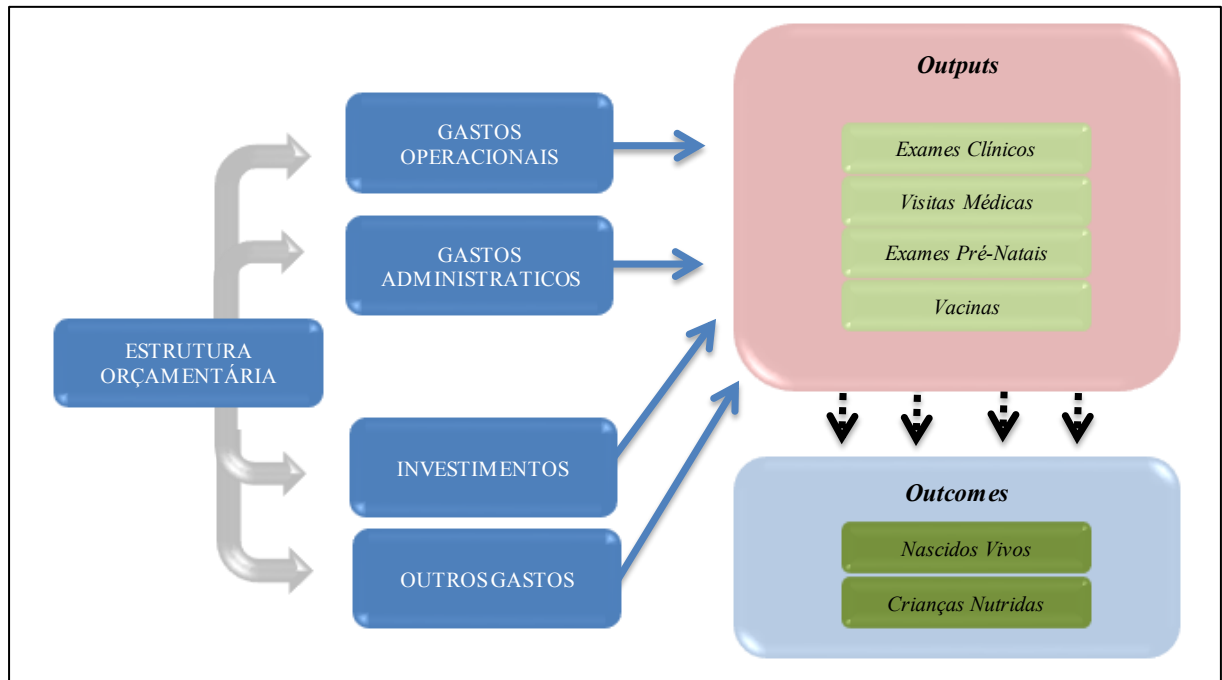 ESTRUTURA
ORÇAMENTÁRIA
GASTOS
OPERACIONAIS
GASTOS
ADMINISTRATICOS
INVESTIMENTOS
OUTROS GASTOS
Outputs
Exames Clínicos
Visitas Médicas
Exames Pré-Natais
Vacinas
Outcomes
Nascidos Vivos
Crianças Nutridas